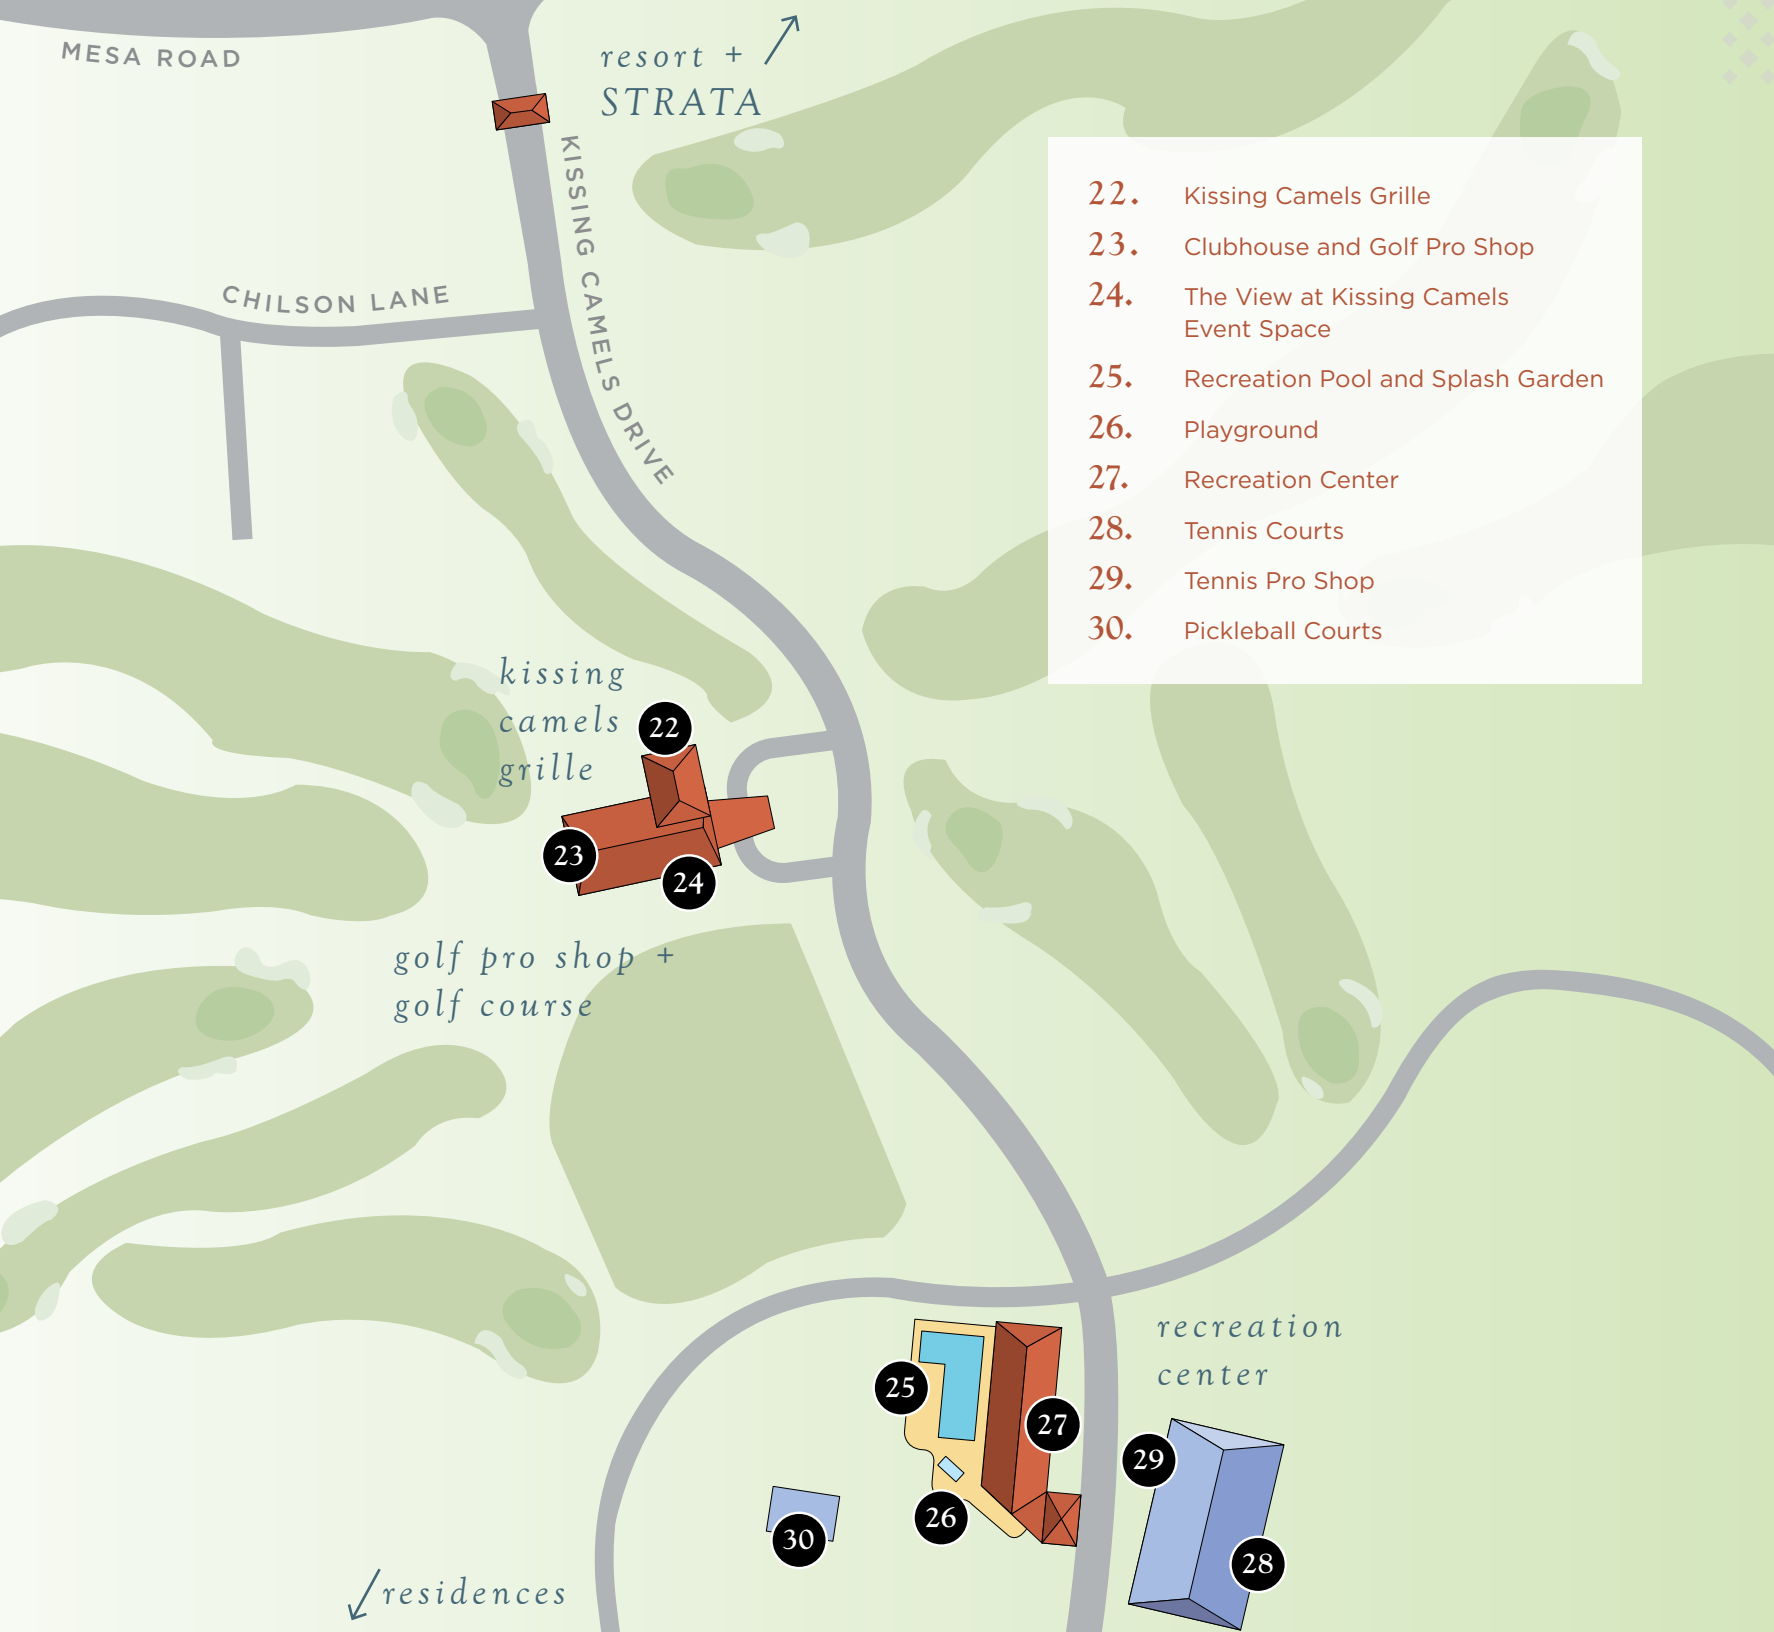 MESA ROAD
resort +
STRATA
KISSING CAMELS DRIVE
CHILSON LANE
22. Kissing Camels Grille
23. Clubhouse and Golf Pro Shop
24. The View at Kissing Camels
Event Space
25. Recreation Pool and Splash Garden
26. Playground
27. Recreation Center
28. Tennis Courts
29. Tennis Pro Shop
30. Pickleball Courts
kissing
camels
grille
22
23
24
golf pro shop +
golf course
recreation
center
25
27
29
26
30
28
residences